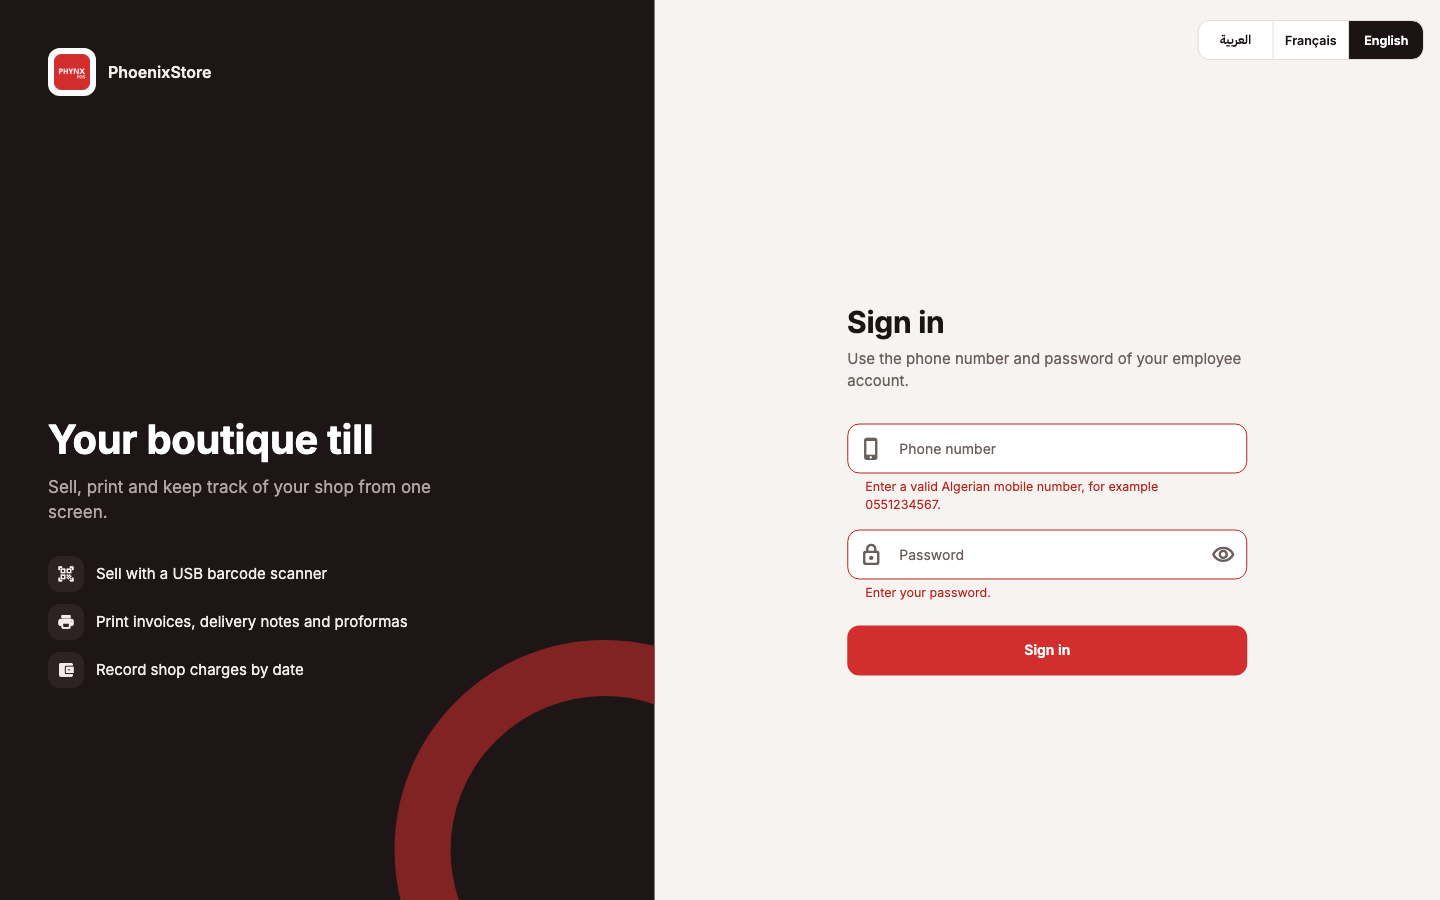 PHYNX
POS
PhoenixStore
العربية
Français
English
Your boutique till
Sell, print and keep track of your shop from one
screen.
Sell with a USB barcode scanner
Print invoices, delivery notes and proformas
Record shop charges by date
Sign in
Use the phone number and password of your employee
account.
Phone number
Enter a valid Algerian mobile number, for example
0551234567.
Password
Enter your password.
Sign in